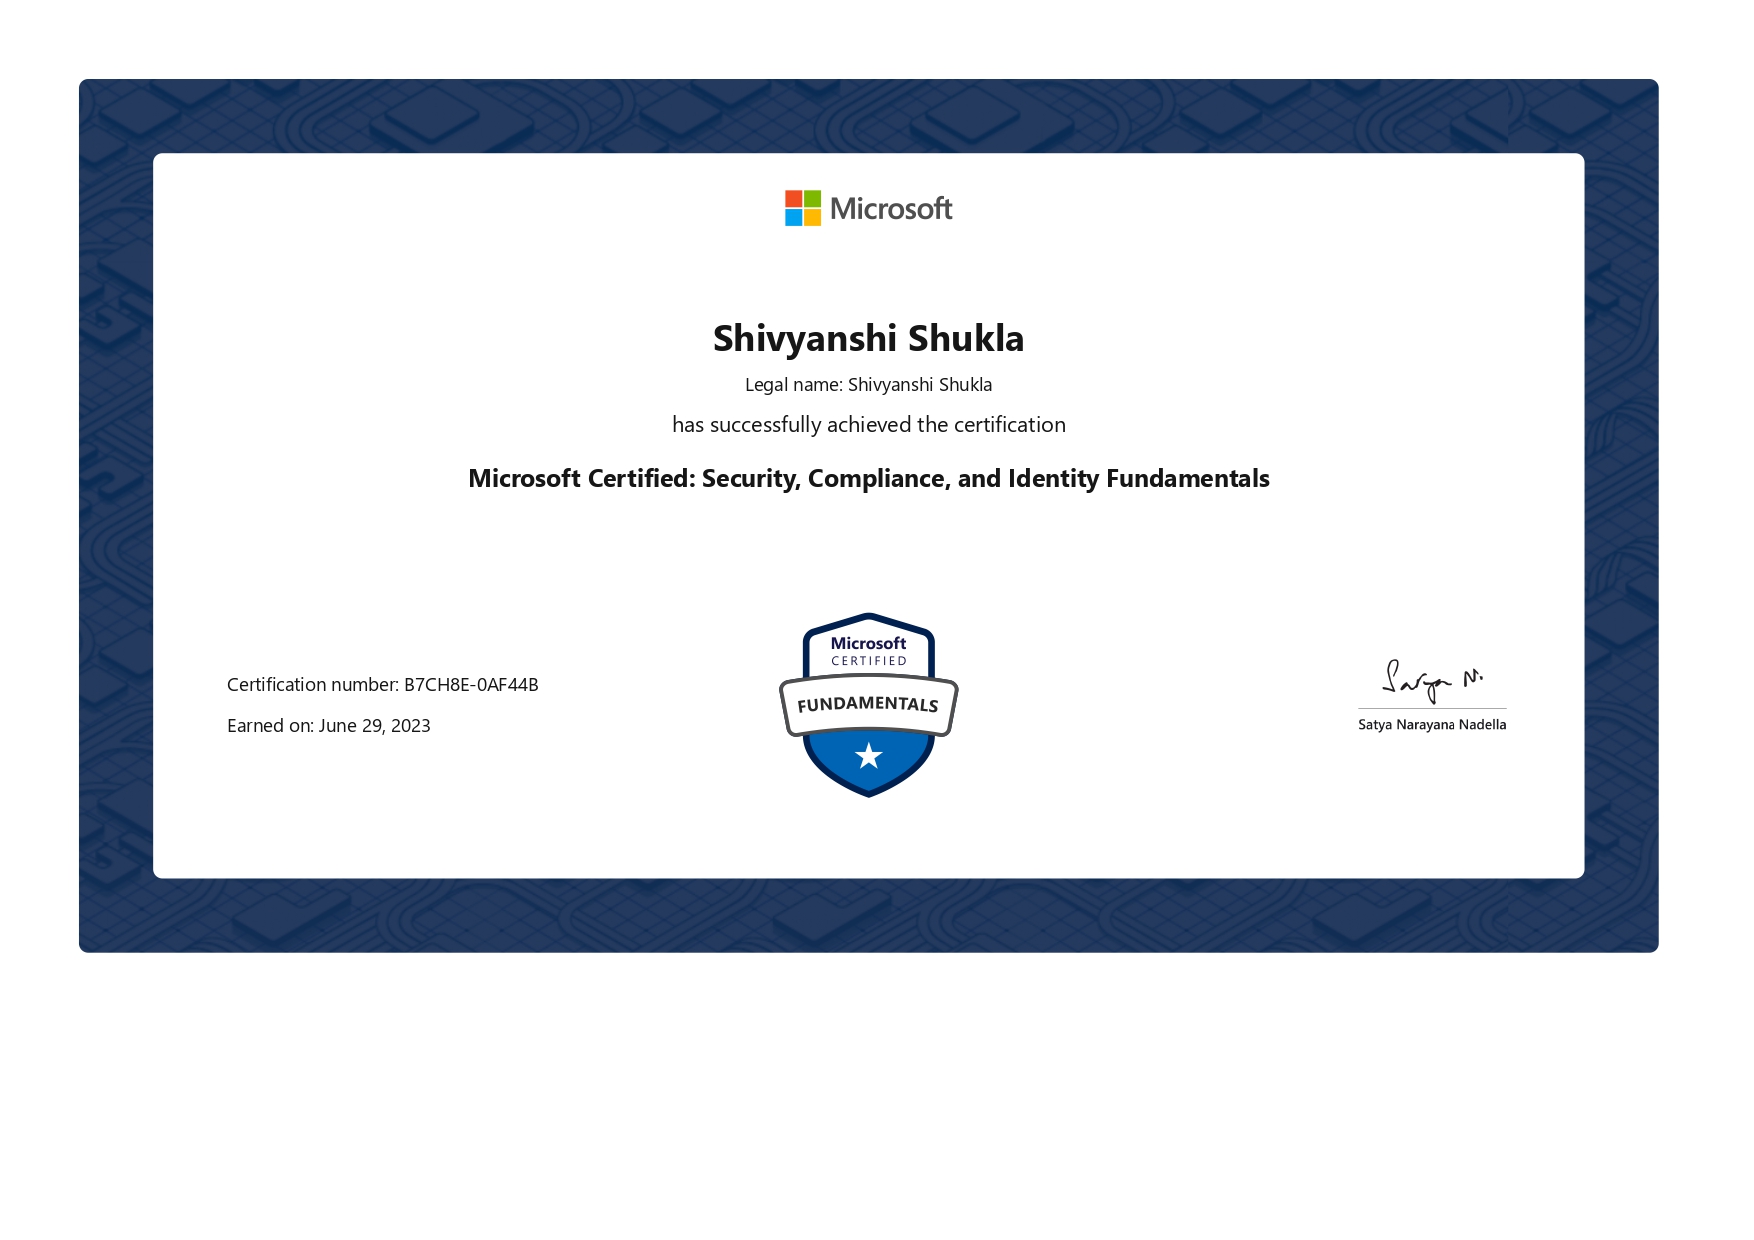 Microsoft
Shivyanshi Shukla
Legal name: Shivyanshi Shukla
has successfully achieved the certification
Microsoft Certified: Security, Compliance, and Identity Fundamentals
Certification number: B7CH8E-0AF44B
Earned on: June 29, 2023
Microsoft
CERTIFIED
FUNDAMENTALS
Satya N.
Satya Narayana Nadella